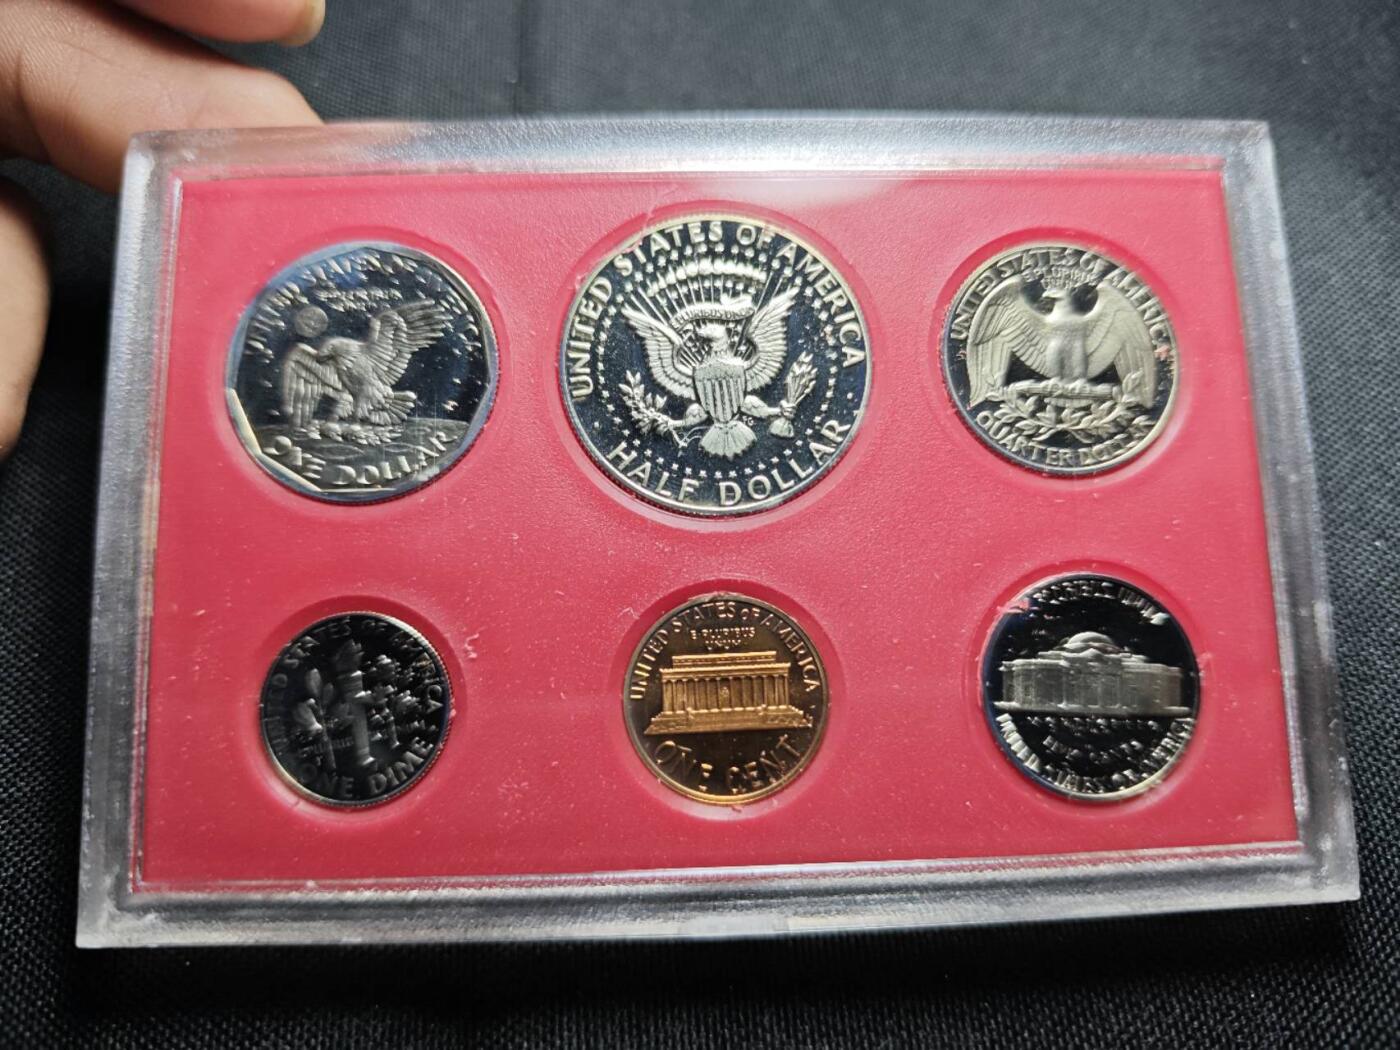 UNITED STATES OF AMERICA
E PLURIBUS UNUM
ONE DOLLAR
UNITED STATES OF AMERICA
E PLURIBUS UNUM
FG
HALF DOLLAR
UNITED STATES OF AMERICA
E PLURIBUS
UNUM
QUARTER DOLLAR
STATES OF AMERICA
ONE DIME
UNITED STATES OF AMERICA
E PLURIBUS
UNUM
ONE CENT
MONTICELLO
FIVE CENTS
UNITED STATES OF AMERICA